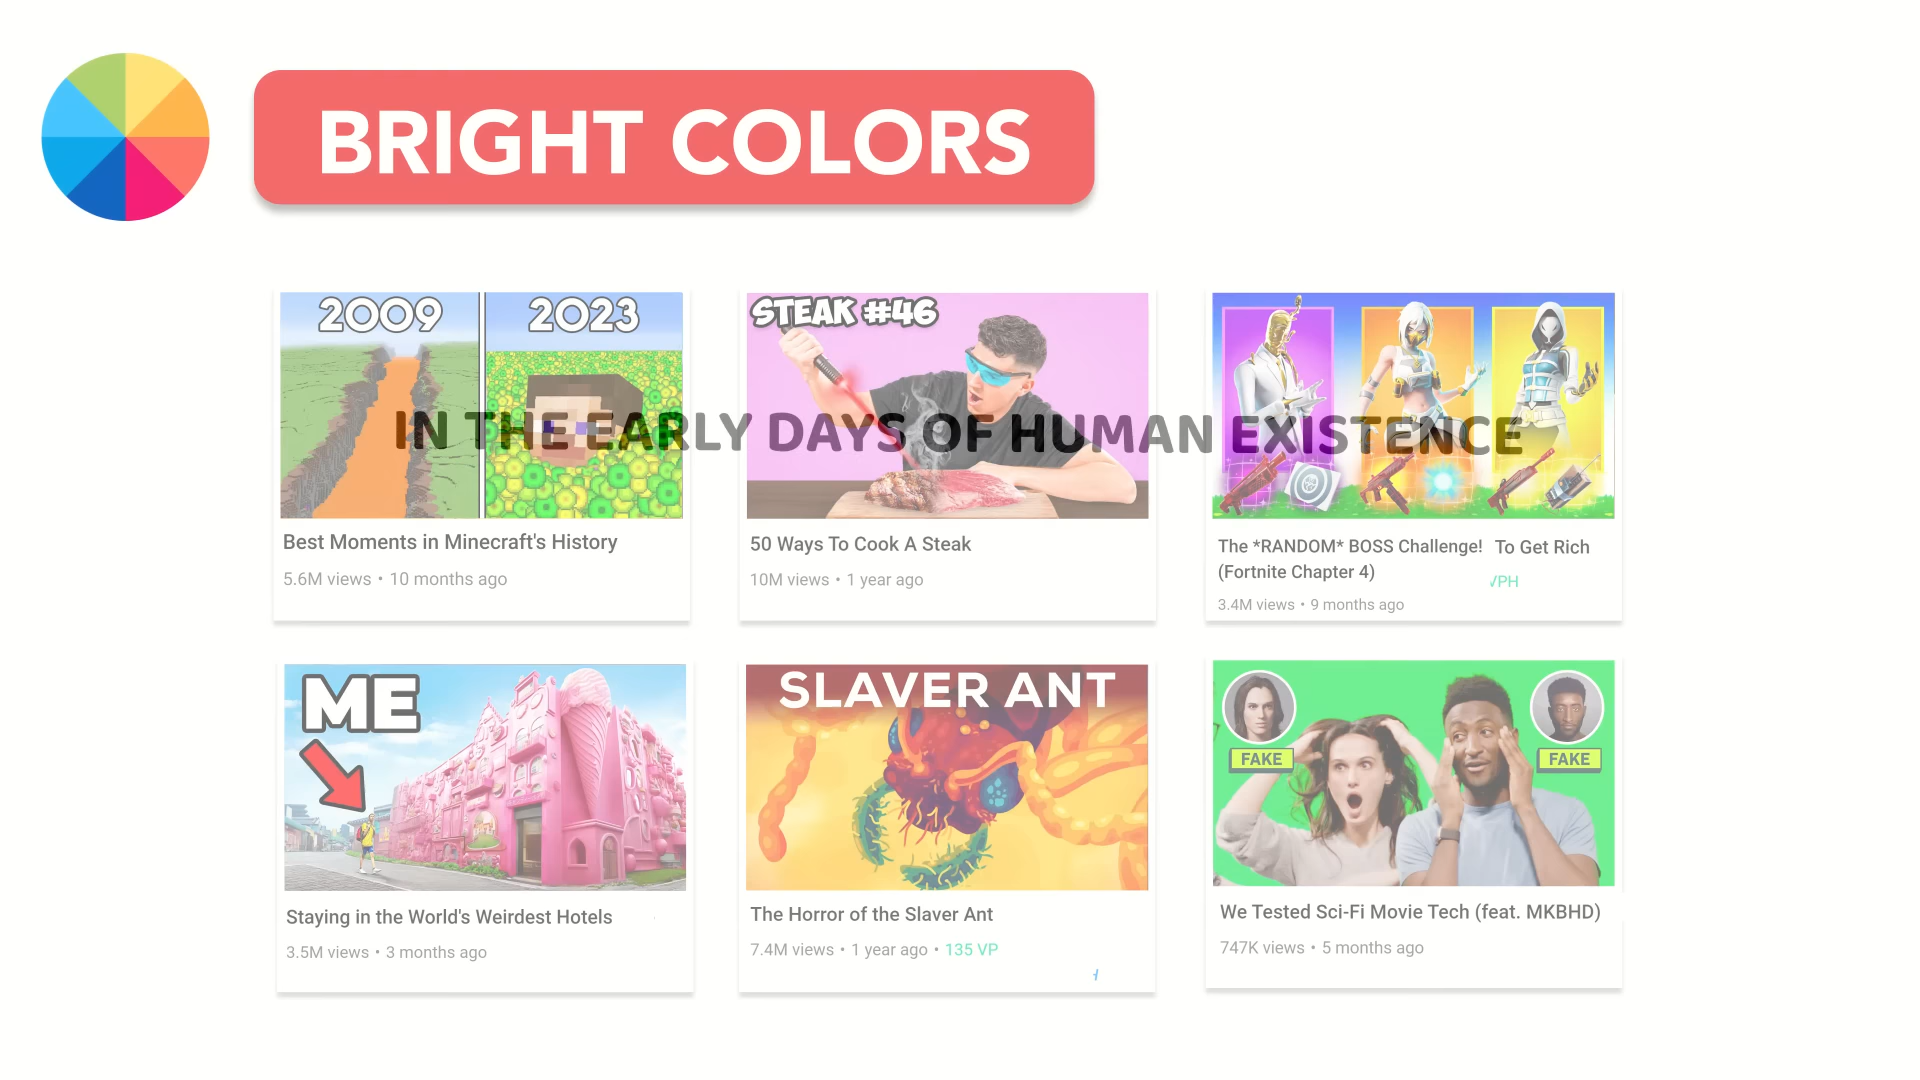 BRIGHT COLORS
2009
2023
STEAK #46
IN THE EARLY DAYS OF HUMAN EXISTENCE
Best Moments in Minecraft's History
5.6M views • 10 months ago
50 Ways To Cook A Steak
10M views • 1 year ago
The *RANDOM* BOSS Challenge! To Get Rich
(Fortnite Chapter 4)
VPH
3.4M views • 9 months ago
ME
SLAVER ANT
FAKE
FAKE
Staying in the World's Weirdest Hotels
3.5M views • 3 months ago
The Horror of the Slaver Ant
7.4M views • 1 year ago • 135 VP
We Tested Sci-Fi Movie Tech (feat. MKBHD)
747K views • 5 months ago